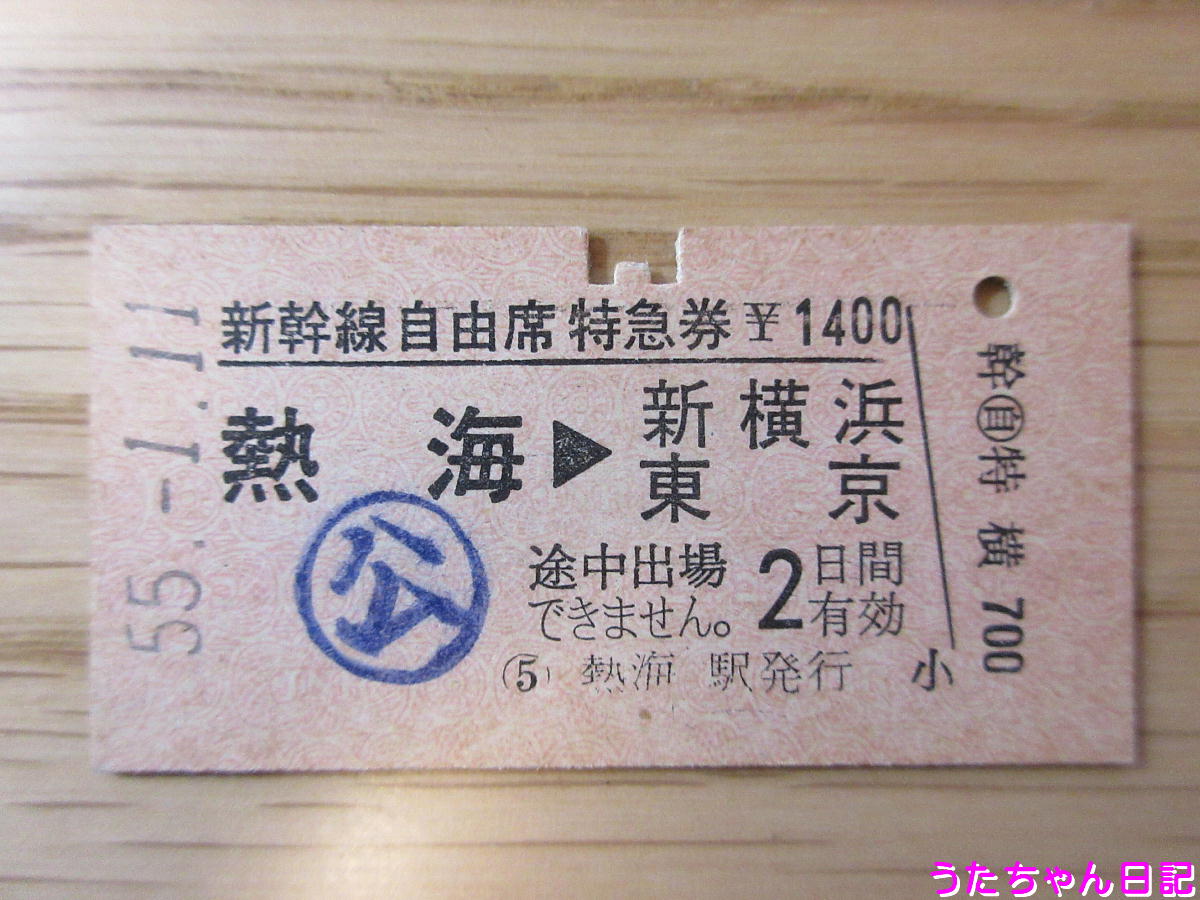 新幹線自由席特急券 ¥1400
熱海▶新横浜
東京
途中出場 2日間
できません。 有効
(5) 熱海 駅発行 小
55.-1.11
公
幹自特 横 700
うたちゃん日記